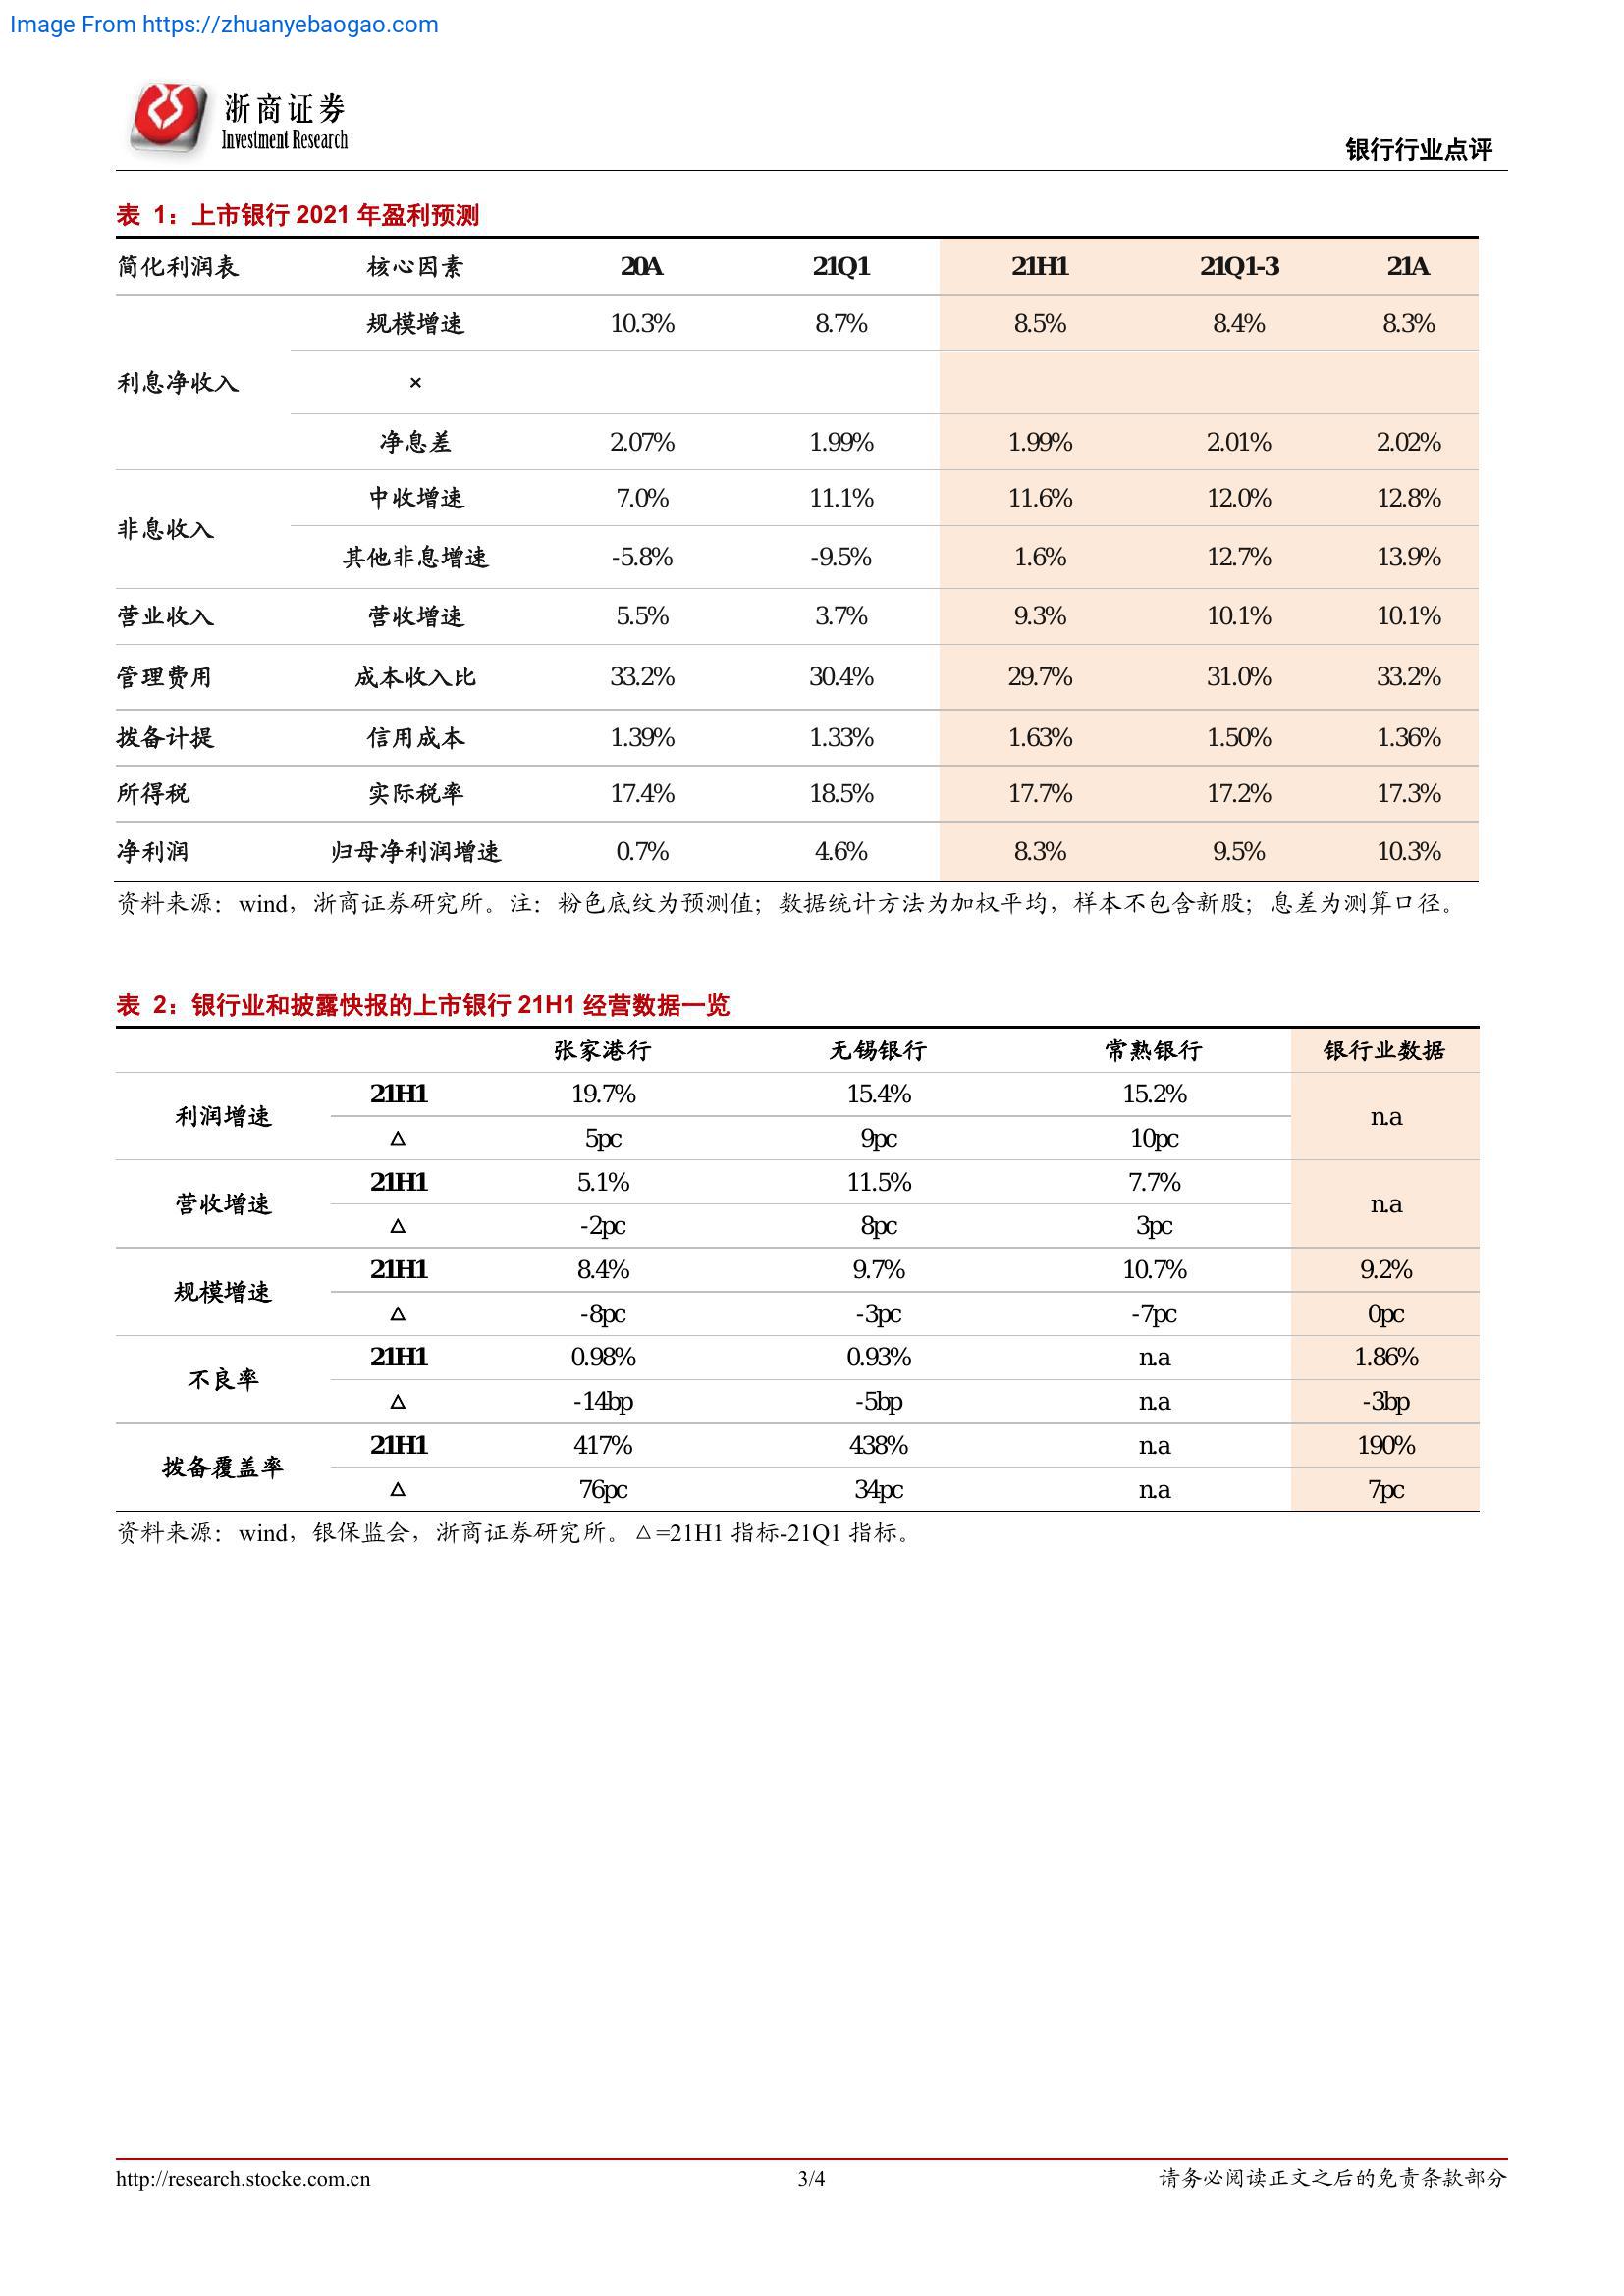 Image From https://zhuanyebaogao.com
浙商证券
Investment Research
银行行业点评
表 1：上市银行 2021 年盈利预测
简化利润表 核心因素 20A 21Q1 21H1 21Q1-3 21A
规模增速 10.3% 8.7% 8.5% 8.4% 8.3%
利息净收入 ×
净息差 2.07% 1.99% 1.99% 2.01% 2.02%
中收增速 7.0% 11.1% 11.6% 12.0% 12.8%
非息收入
其他非息增速 -5.8% -9.5% 1.6% 12.7% 13.9%
营业收入 营收增速 5.5% 3.7% 9.3% 10.1% 10.1%
管理费用 成本收入比 33.2% 30.4% 29.7% 31.0% 33.2%
拨备计提 信用成本 1.39% 1.33% 1.63% 1.50% 1.36%
所得税 实际税率 17.4% 18.5% 17.7% 17.2% 17.3%
净利润 归母净利润增速 0.7% 4.6% 8.3% 9.5% 10.3%
资料来源：wind，浙商证券研究所。注：粉色底纹为预测值；数据统计方法为加权平均，样本不包含新股；息差为测算口径。
表 2：银行业和披露快报的上市银行 21H1 经营数据一览
张家港行 无锡银行 常熟银行 银行业数据
21H1 19.7% 15.4% 15.2%
利润增速 n.a
△ 5pc 9pc 10pc
21H1 5.1% 11.5% 7.7%
营收增速 n.a
△ -2pc 8pc 3pc
21H1 8.4% 9.7% 10.7% 9.2%
规模增速
△ -8pc -3pc -7pc 0pc
21H1 0.98% 0.93% n.a 1.86%
不良率
△ -14bp -5bp n.a -3bp
21H1 417% 438% n.a 190%
拨备覆盖率
△ 76pc 34pc n.a 7pc
资料来源：wind，银保监会，浙商证券研究所。△=21H1 指标-21Q1 指标。
http://research.stocke.com.cn 3/4 请务必阅读正文之后的免责条款部分